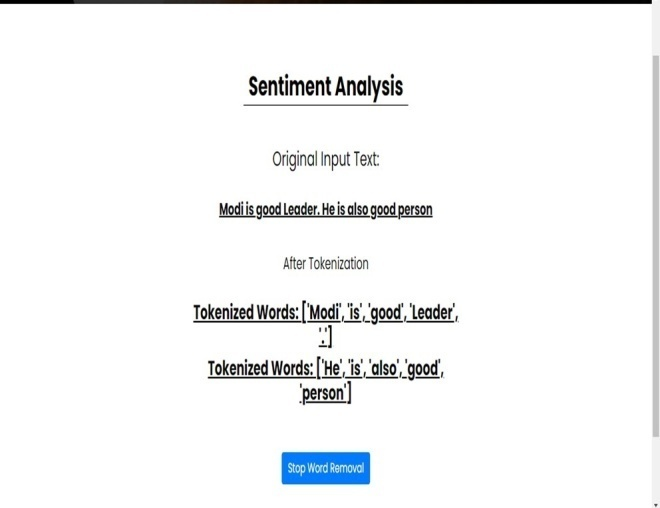 Sentiment Analysis
Original Input Text:
Modi is good Leader. He is also good person
After Tokenization
Tokenized Words: ['Modi', 'is', 'good', 'Leader',
'.']
Tokenized Words: ['He', 'is', 'also', 'good',
'person']
Stop Word Removal